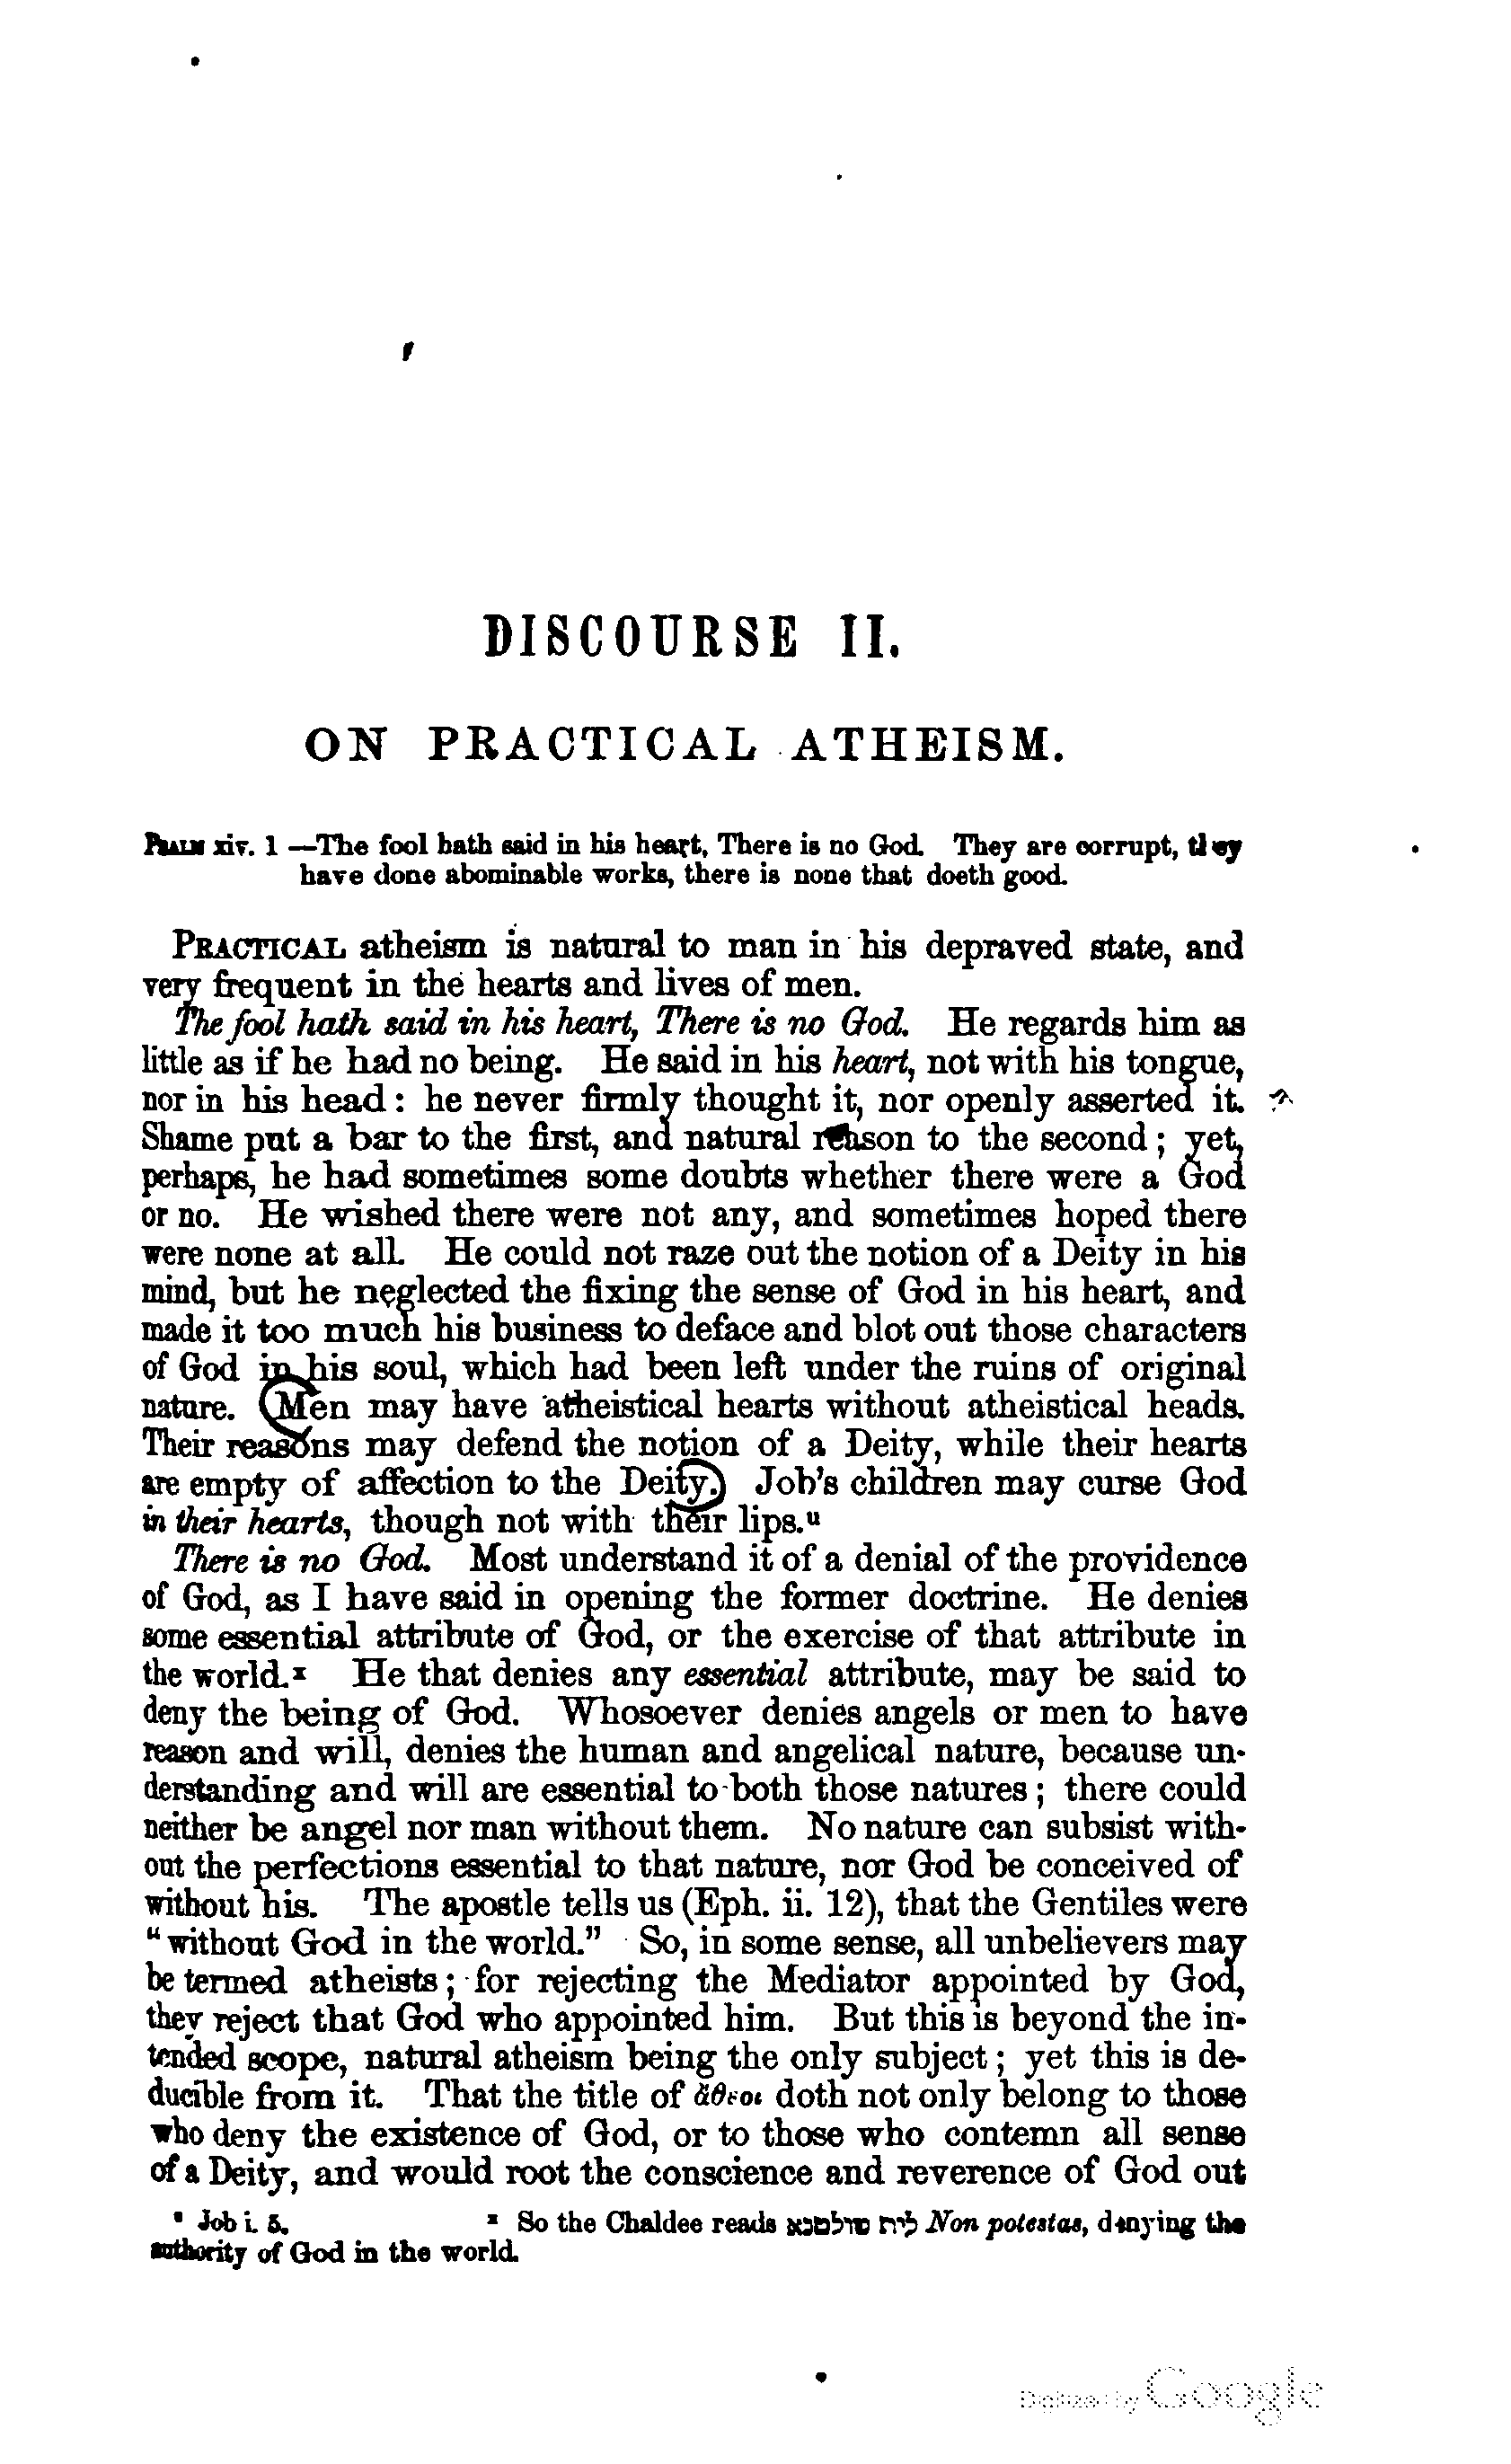 DISCOURSE II.
ON PRACTICAL ATHEISM.
PSALM xiv. 1 —The fool hath said in his heart, There is no God. They are corrupt, they
have done abominable works, there is none that doeth good.
PRACTICAL atheism is natural to man in his depraved state, and
very frequent in the hearts and lives of men.
The fool hath said in his heart, There is no God. He regards him as
little as if he had no being. He said in his heart, not with his tongue,
nor in his head: he never firmly thought it, nor openly asserted it.
Shame put a bar to the first, and natural reason to the second; yet,
perhaps, he had sometimes some doubts whether there were a God
or no. He wished there were not any, and sometimes hoped there
were none at all. He could not raze out the notion of a Deity in his
mind, but he neglected the fixing the sense of God in his heart, and
made it too much his business to deface and blot out those characters
of God in his soul, which had been left under the ruins of original
nature. Men may have atheistical hearts without atheistical heads.
Their reasons may defend the notion of a Deity, while their hearts
are empty of affection to the Deity. Job's children may curse God
in their hearts, though not with their lips.u
There is no God. Most understand it of a denial of the providence
of God, as I have said in opening the former doctrine. He denies
some essential attribute of God, or the exercise of that attribute in
the world.x He that denies any essential attribute, may be said to
deny the being of God. Whosoever denies angels or men to have
reason and will, denies the human and angelical nature, because un-
derstanding and will are essential to both those natures; there could
neither be angel nor man without them. No nature can subsist with-
out the perfections essential to that nature, nor God be conceived of
without his. The apostle tells us (Eph. ii. 12), that the Gentiles were
"without God in the world." So, in some sense, all unbelievers may
be termed atheists; for rejecting the Mediator appointed by God,
they reject that God who appointed him. But this is beyond the in-
tended scope, natural atheism being the only subject; yet this is de-
ducible from it. That the title of ἄθεοι doth not only belong to those
who deny the existence of God, or to those who contemn all sense
of a Deity, and would root the conscience and reverence of God out
u Job i. 5.
x So the Chaldee reads לית שולטנא Non potestas, denying the
authority of God in the world.
Digitized by Google